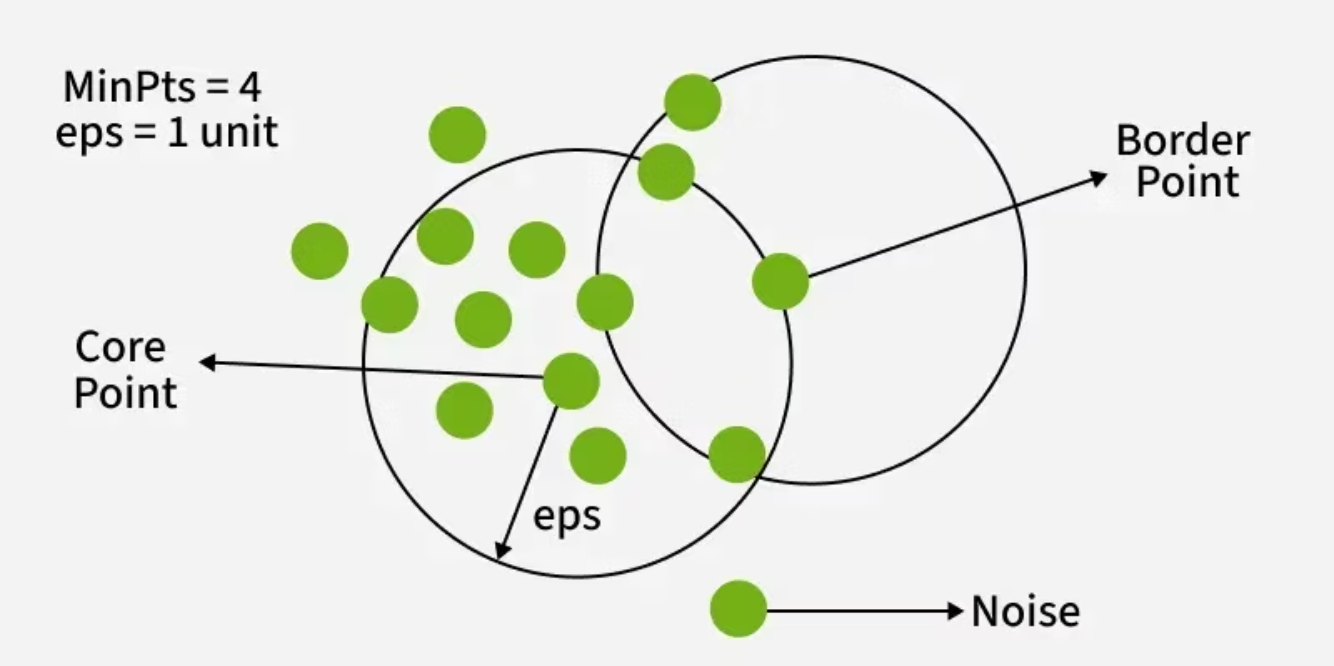 MinPts = 4
eps = 1 unit
Border
Point
Core
Point
eps
Noise